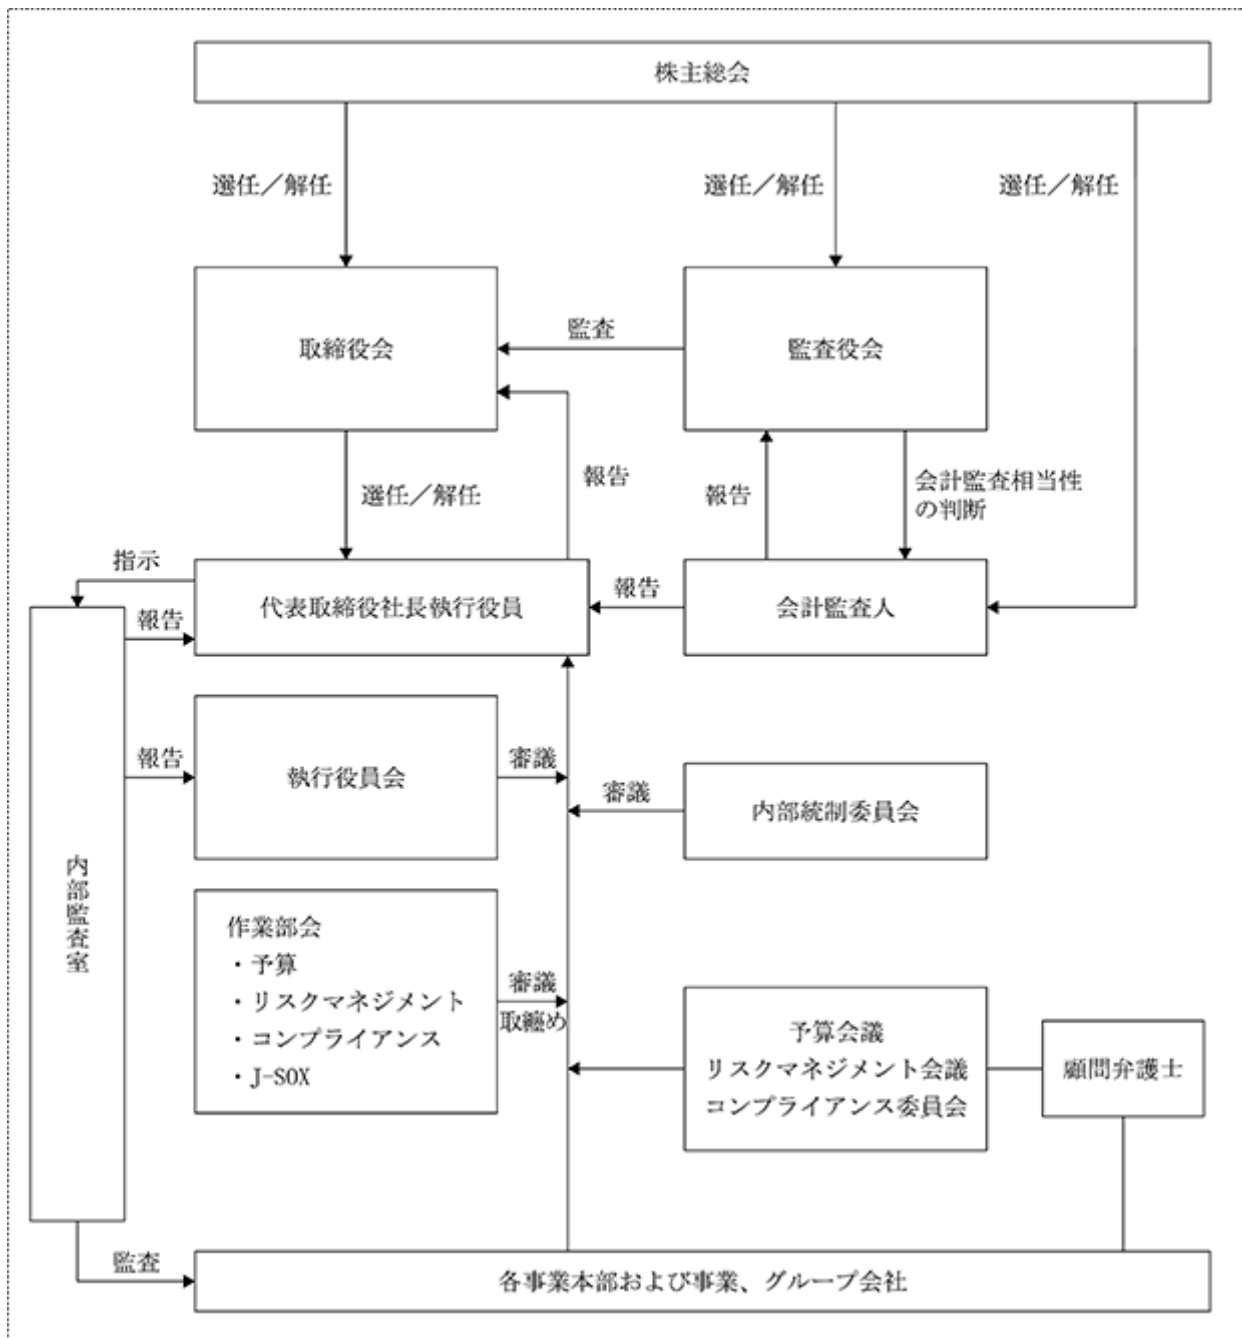 株主総会
選任／解任
選任／解任
選任／解任
取締役会
監査
監査役会
選任／解任
報告
報告
会計監査相当性
の判断
指示
報告
代表取締役社長執行役員
報告
会計監査人
報告
執行役員会
審議
審議
内部統制委員会
内部監査室
作業部会
・予算
・リスクマネジメント
・コンプライアンス
・J-SOX
審議
取纏め
予算会議
リスクマネジメント会議
コンプライアンス委員会
顧問弁護士
監査
各事業本部および事業、グループ会社